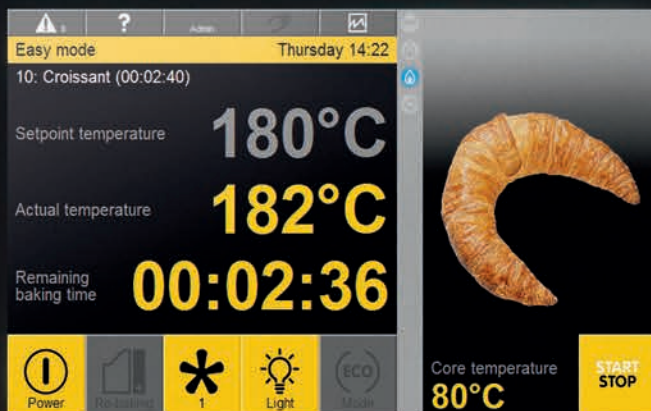 ?
Admin
Easy mode Thursday 14:22
10: Croissant (00:02:40)
Setpoint temperature 180°C
Actual temperature 182°C
Remaining
baking time 00:02:36
Power
Re-baking
1
Light
ECO
Mode
Core temperature
80°C
START
STOP